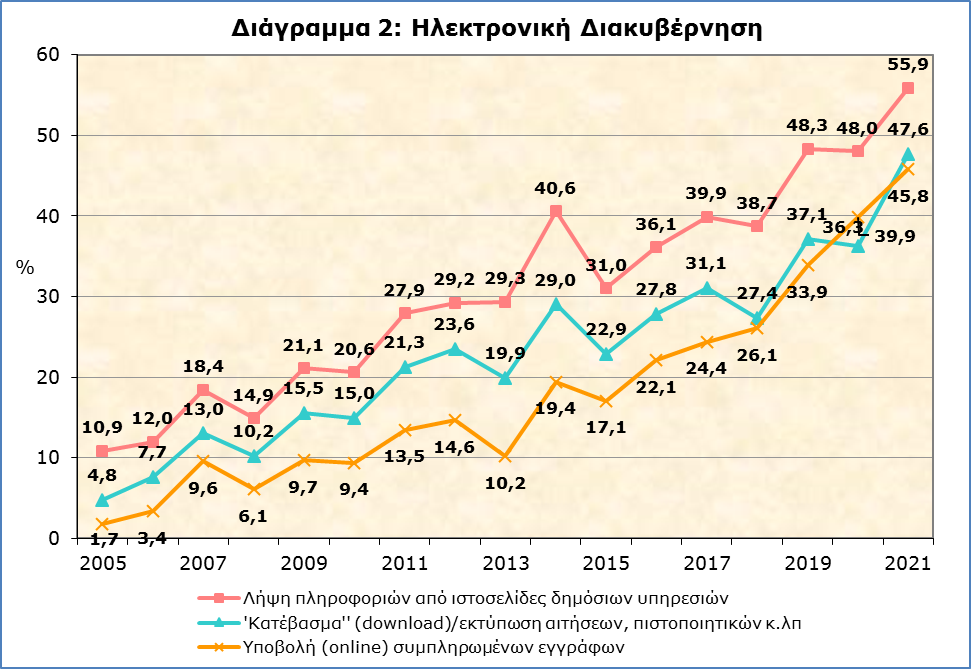 Διάγραμμα 2: Ηλεκτρονική Διακυβέρνηση
60
50
40
30
20
10
0
%
10,9 12,0 18,4 14,9 21,1 20,6 27,9 29,2 29,3 40,6 31,0 36,1 39,9 38,7 48,3 48,0 55,9
4,8 7,7 13,0 10,2 15,5 15,0 21,3 23,6 19,9 29,0 22,9 27,8 31,1 27,4 37,1 36,3 47,6
1,7 3,4 9,6 6,1 9,7 9,4 13,5 14,6 10,2 19,4 17,1 22,1 24,4 26,1 33,9 39,9 45,8
2005 2007 2009 2011 2013 2015 2017 2019 2021
Λήψη πληροφοριών από ιστοσελίδες δημόσιων υπηρεσιών
'Κατέβασμα'' (download)/εκτύπωση αιτήσεων, πιστοποιητικών κ.λπ
Υποβολή (online) συμπληρωμένων εγγράφων